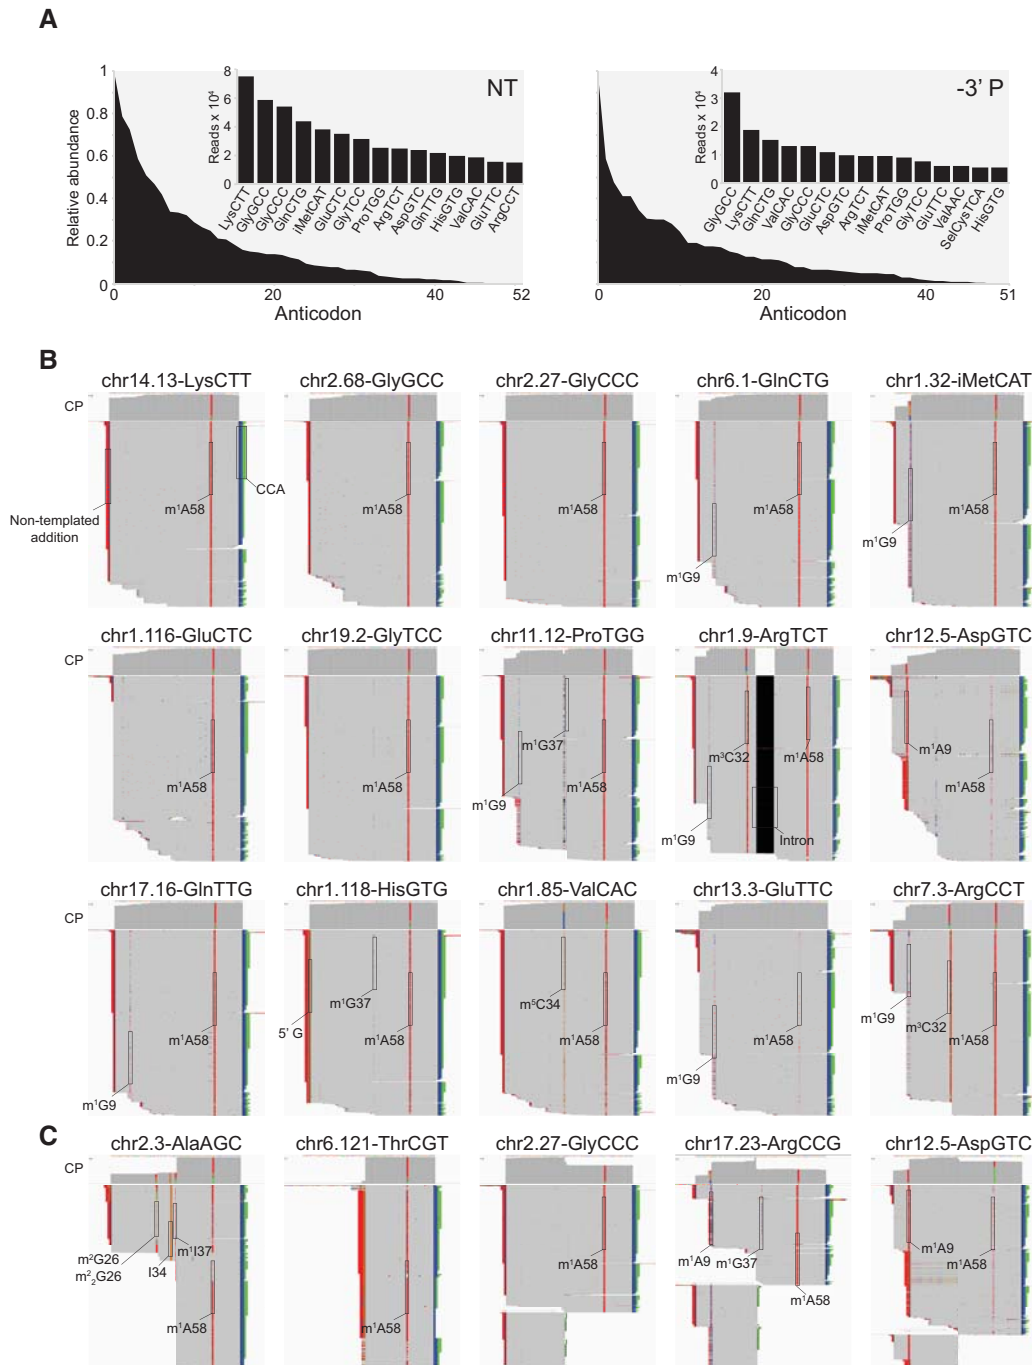 A
NT
-3' P
Relative abundance
1
0.8
0.6
0.4
0.2
0
0
20
40
52
Anticodon
Reads x 10⁴
8
6
4
2
0
LysCTT
GlyGCC
GlyCCC
GlnCTG
iMetCAT
GluCTC
GlyTCC
ProTGG
ArgTCT
AspGTC
GlnTTG
HisGTG
ValCAC
GluTTC
ArgCCT
0
20
40
51
Anticodon
Reads x 10⁴
4
3
2
1
0
GlyGCC
LysCTT
GlnCTG
ValCAC
GlyCCC
GluCTC
AspGTC
ArgTCT
iMetCAT
ProTGG
GlyTCC
GluTTC
ValAAC
SelCysTCA
HisGTG
B
chr14.13-LysCTT
chr2.68-GlyGCC
chr2.27-GlyCCC
chr6.1-GlnCTG
chr1.32-iMetCAT
CP
Non-templated
addition
m¹A58
CCA
m¹A58
m¹A58
m¹G9
m¹A58
m¹G9
m¹A58
chr1.116-GluCTC
chr19.2-GlyTCC
chr11.12-ProTGG
chr1.9-ArgTCT
chr12.5-AspGTC
CP
m¹A58
m¹A58
m¹G37
m¹G9
m¹A58
m³C32
m¹A58
m¹G9
Intron
m¹A9
m¹A58
chr17.16-GlnTTG
chr1.118-HisGTG
chr1.85-ValCAC
chr13.3-GluTTC
chr7.3-ArgCCT
CP
m¹A58
m¹G9
m¹G37
5' G
m¹A58
m⁵C34
m¹A58
m¹A58
m¹G9
m¹G9
m³C32
m¹A58
C
chr2.3-AlaAGC
chr6.121-ThrCGT
chr2.27-GlyCCC
chr17.23-ArgCCG
chr12.5-AspGTC
CP
m²G26
m²₂G26
I34
m¹I37
m¹A58
m¹A58
m¹A58
m¹A9
m¹G37
m¹A58
m¹A9
m¹A58